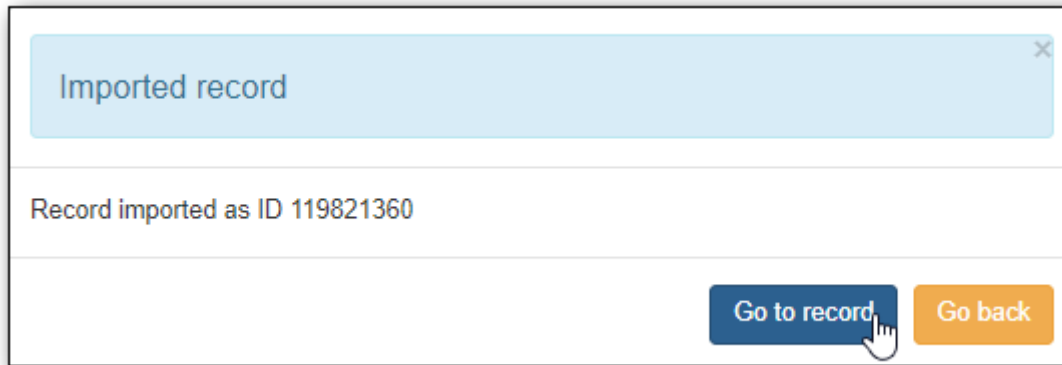 Imported record
×
Record imported as ID 119821360
Go to record
Go back